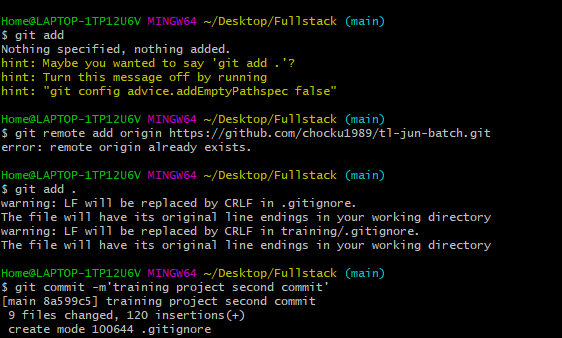 Home@LAPTOP-1TP12U6V MINGW64 ~/Desktop/Fullstack (main)
$ git add
Nothing specified, nothing added.
hint: Maybe you wanted to say 'git add .'?
hint: Turn this message off by running
hint: "git config advice.addEmptyPathspec false"
Home@LAPTOP-1TP12U6V MINGW64 ~/Desktop/Fullstack (main)
$ git remote add origin https://github.com/chocku1989/tl-jun-batch.git
error: remote origin already exists.
Home@LAPTOP-1TP12U6V MINGW64 ~/Desktop/Fullstack (main)
$ git add .
warning: LF will be replaced by CRLF in .gitignore.
The file will have its original line endings in your working directory
warning: LF will be replaced by CRLF in training/.gitignore.
The file will have its original line endings in your working directory
Home@LAPTOP-1TP12U6V MINGW64 ~/Desktop/Fullstack (main)
$ git commit -m'training project second commit'
[main 8a599c5] training project second commit
 9 files changed, 120 insertions(+)
 create mode 100644 .gitignore